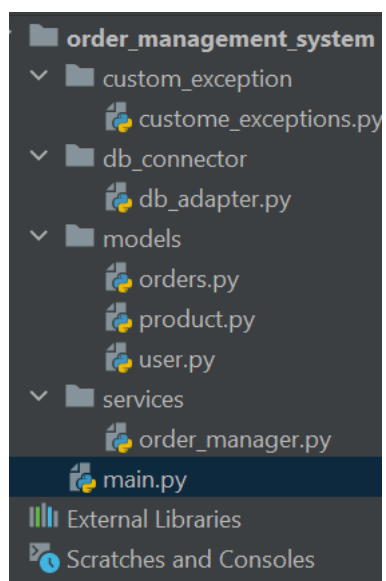 order_management_system
custom_exception
custome_exceptions.py
db_connector
db_adapter.py
models
orders.py
product.py
user.py
services
order_manager.py
main.py
External Libraries
Scratches and Consoles